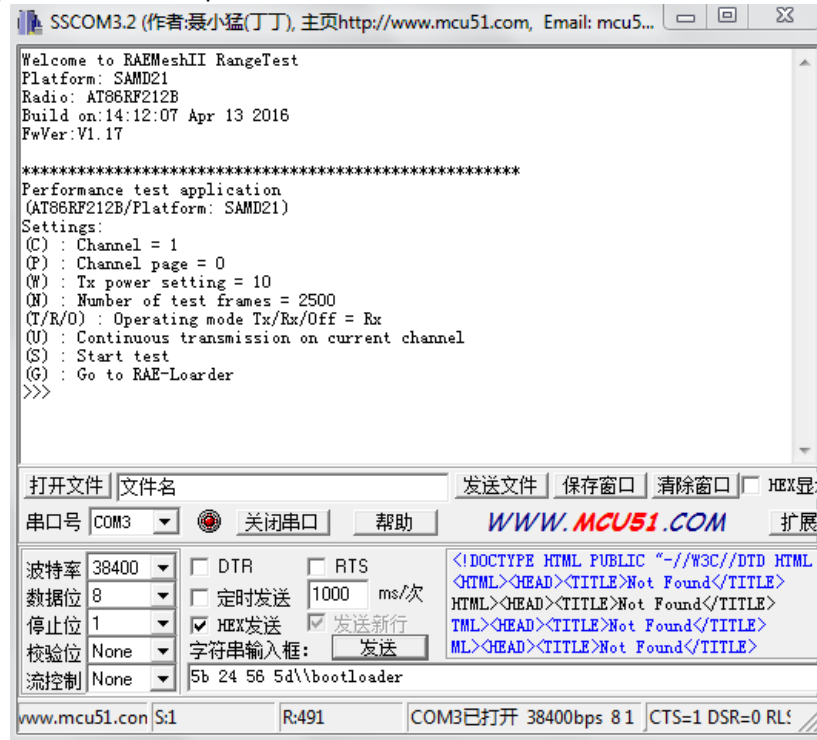 SSCOM3.2 (作者:聂小猛(丁丁), 主页http://www.mcu51.com, Email: mcu5...
Welcome to RAEMeshII RangeTest
Platform: SAMD21
Radio: AT86RF212B
Build on:14:12:07 Apr 13 2016
FwVer:V1.17
******************************************************
Performance test application
(AT86RF212B/Platform: SAMD21)
Settings:
(C) : Channel = 1
(P) : Channel page = 0
(W) : Tx power setting = 10
(N) : Number of test frames = 2500
(T/R/O) : Operating mode Tx/Rx/Off = Rx
(U) : Continuous transmission on current channel
(S) : Start test
(G) : Go to RAE-Loarder
>>>
打开文件 文件名 发送文件 保存窗口 清除窗口 HEX显
串口号 COM3 关闭串口 帮助 WWW.MCU51.COM 扩展
波特率 38400 DTR RTS
数据位 8 定时发送 1000 ms/次
停止位 1 HEX发送 发送新行
校验位 None 字符串输入框: 发送
流控制 None 5b 24 56 5d\\bootloader
<!DOCTYPE HTML PUBLIC "-//W3C//DTD HTML
<HTML><HEAD><TITLE>Not Found</TITLE>
HTML><HEAD><TITLE>Not Found</TITLE>
TML><HEAD><TITLE>Not Found</TITLE>
ML><HEAD><TITLE>Not Found</TITLE>
www.mcu51.con S:1 R:491 COM3已打开 38400bps 8 1 CTS=1 DSR=0 RLS